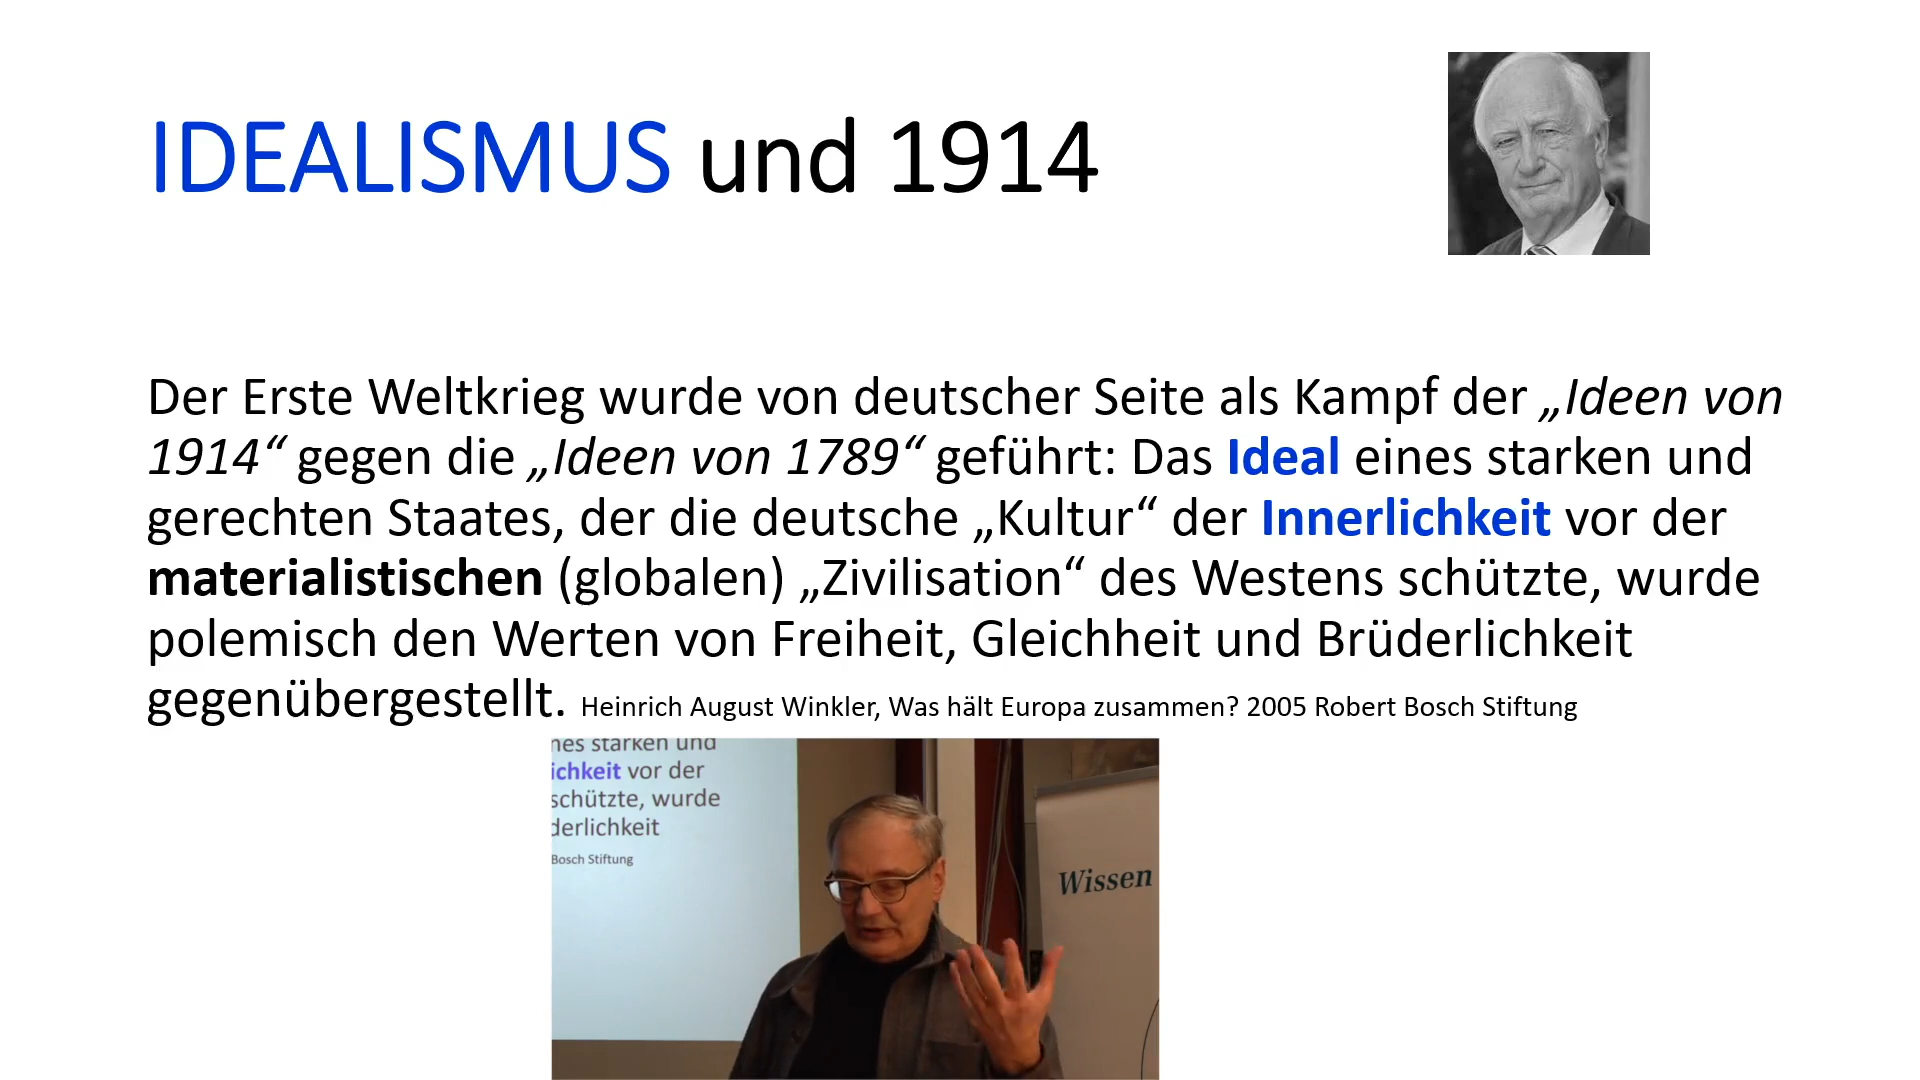 IDEALISMUS und 1914
Der Erste Weltkrieg wurde von deutscher Seite als Kampf der „Ideen von
1914“ gegen die „Ideen von 1789“ geführt: Das Ideal eines starken und
gerechten Staates, der die deutsche „Kultur“ der Innerlichkeit vor der
materialistischen (globalen) „Zivilisation“ des Westens schützte, wurde
polemisch den Werten von Freiheit, Gleichheit und Brüderlichkeit
gegenübergestellt. Heinrich August Winkler, Was hält Europa zusammen? 2005 Robert Bosch Stiftung
nes starken und
ichkeit vor der
schützte, wurde
derlichkeit
Bosch Stiftung
Wissen